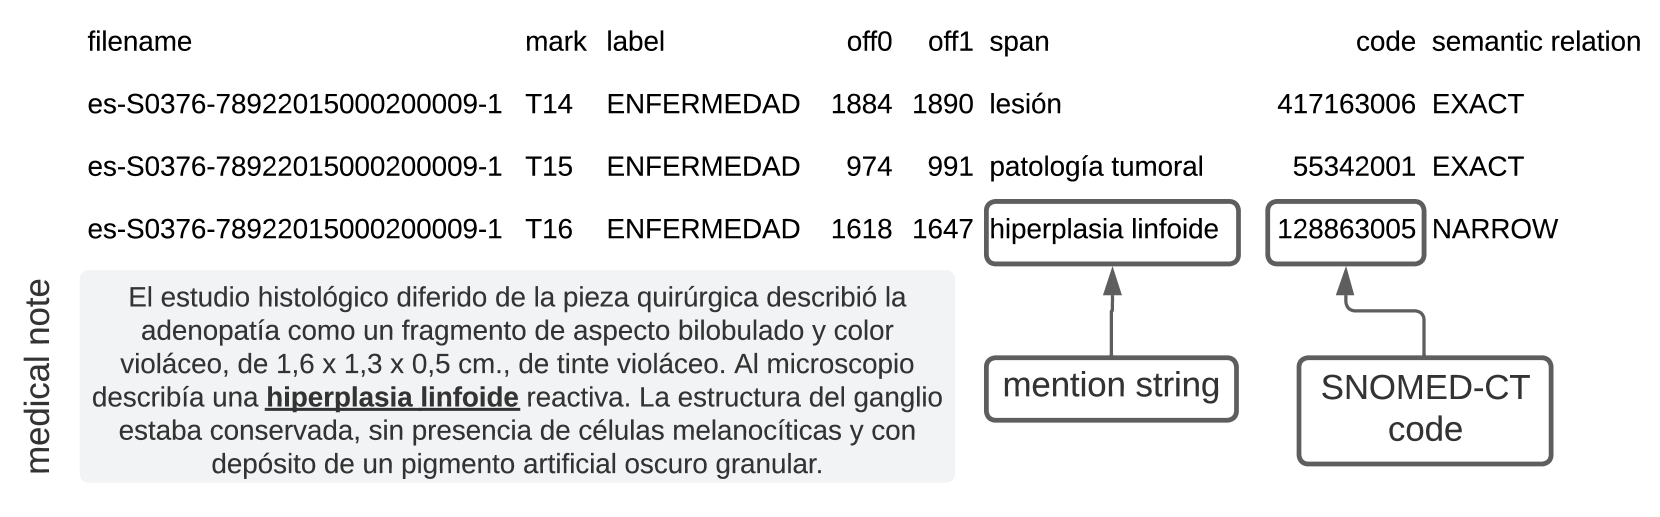 filename mark label off0 off1 span code semantic relation
es-S0376-78922015000200009-1 T14 ENFERMEDAD 1884 1890 lesión 417163006 EXACT
es-S0376-78922015000200009-1 T15 ENFERMEDAD 974 991 patología tumoral 55342001 EXACT
es-S0376-78922015000200009-1 T16 ENFERMEDAD 1618 1647 hiperplasia linfoide 128863005 NARROW
medical note
El estudio histológico diferido de la pieza quirúrgica describió la
adenopatía como un fragmento de aspecto bilobulado y color
violáceo, de 1,6 x 1,3 x 0,5 cm., de tinte violáceo. Al microscopio
describía una hiperplasia linfoide reactiva. La estructura del ganglio
estaba conservada, sin presencia de células melanocíticas y con
depósito de un pigmento artificial oscuro granular.
mention string
SNOMED-CT
code